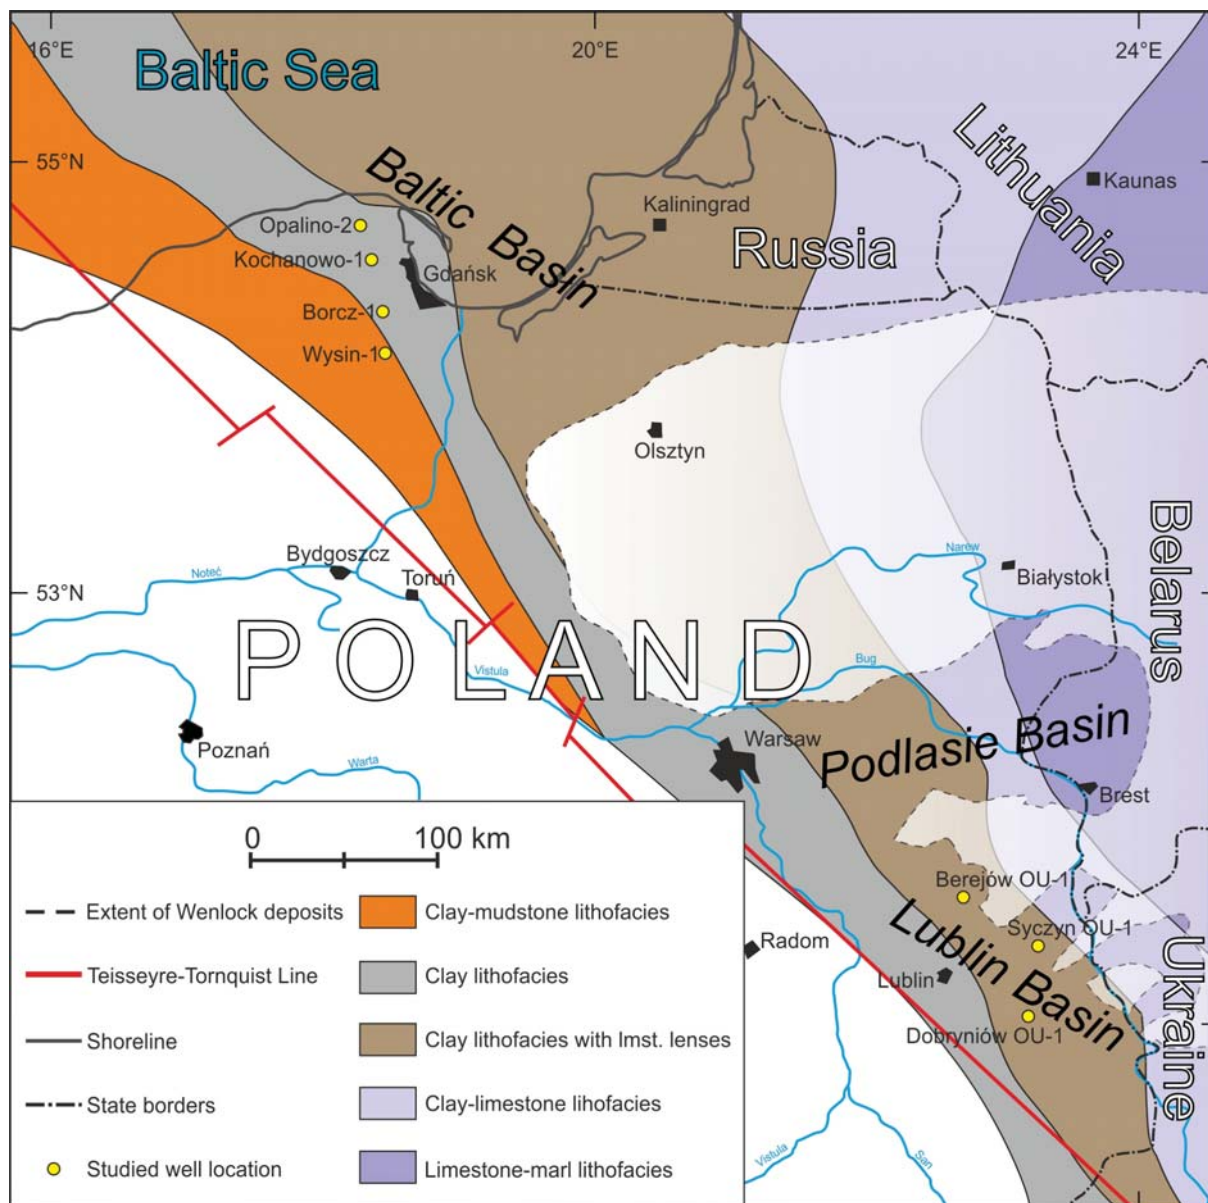 16°E
20°E
24°E
Baltic Sea
55°N
Baltic Basin
Lithuania
Kaunas
Kaliningrad
Russia
Opalino-2
Kochanowo-1
Gdańsk
Borcz-1
Wysin-1
Olsztyn
Belarus
Narew
Białystok
Bydgoszcz
Noteć
Toruń
53°N
POLAND
Vistula
Bug
Podlasie Basin
Warsaw
Poznań
Warta
Brest
Berejów OU-1
Syczyn OU-1
Lublin Basin
Ukraine
Radom
Lublin
Dobryniów OU-1
Vistula
San
0 100 km
Extent of Wenlock deposits
Teisseyre-Tornquist Line
Shoreline
State borders
Studied well location
Clay-mudstone lithofacies
Clay lithofacies
Clay lithofacies with lmst. lenses
Clay-limestone lihofacies
Limestone-marl lithofacies